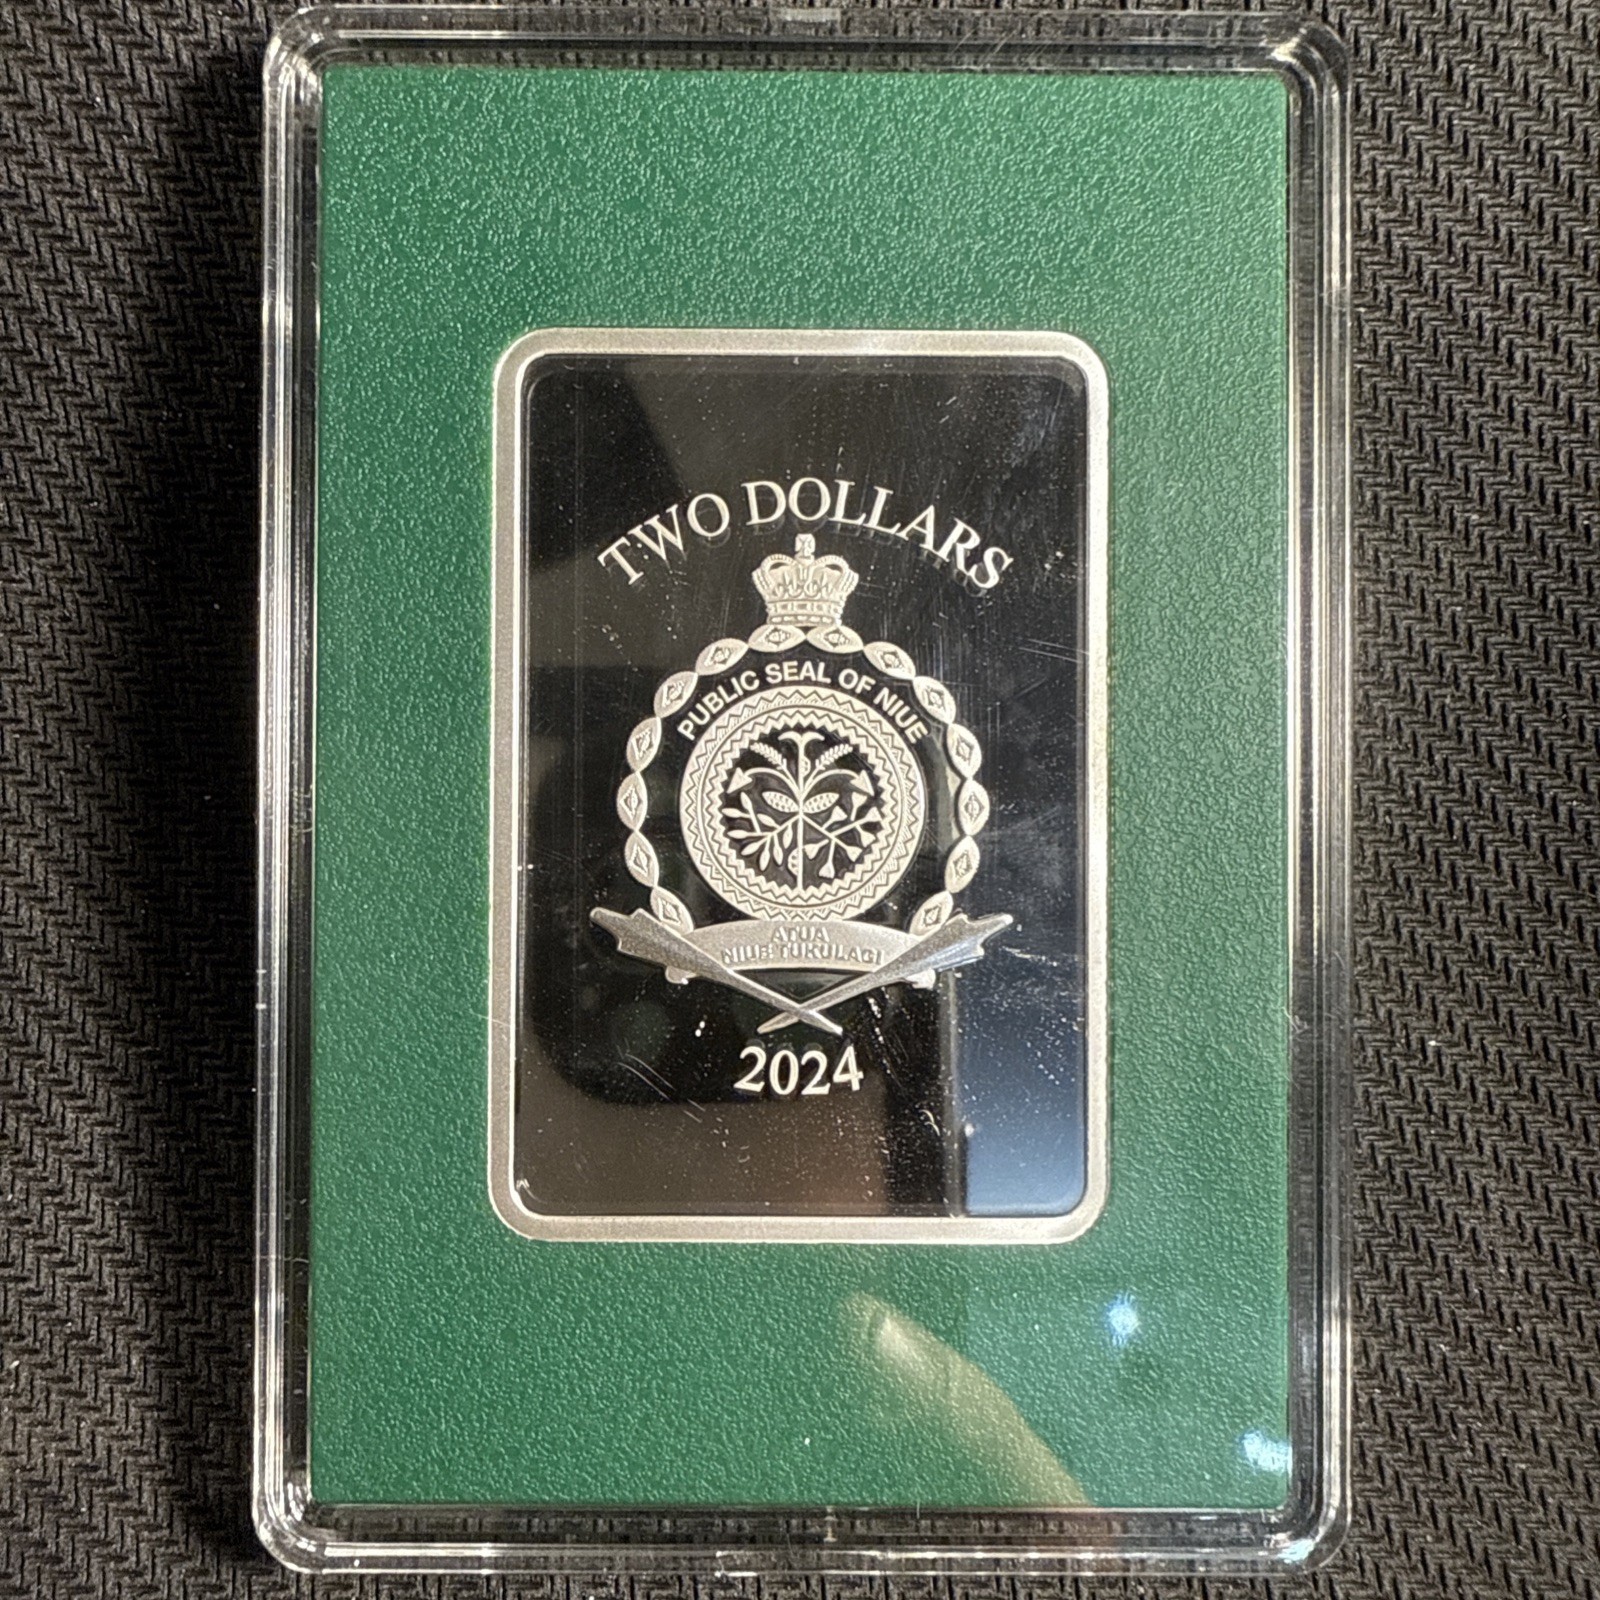 TWO DOLLARS
PUBLIC SEAL OF NIUE
ATUA
NIUE TUKULAGI
2024